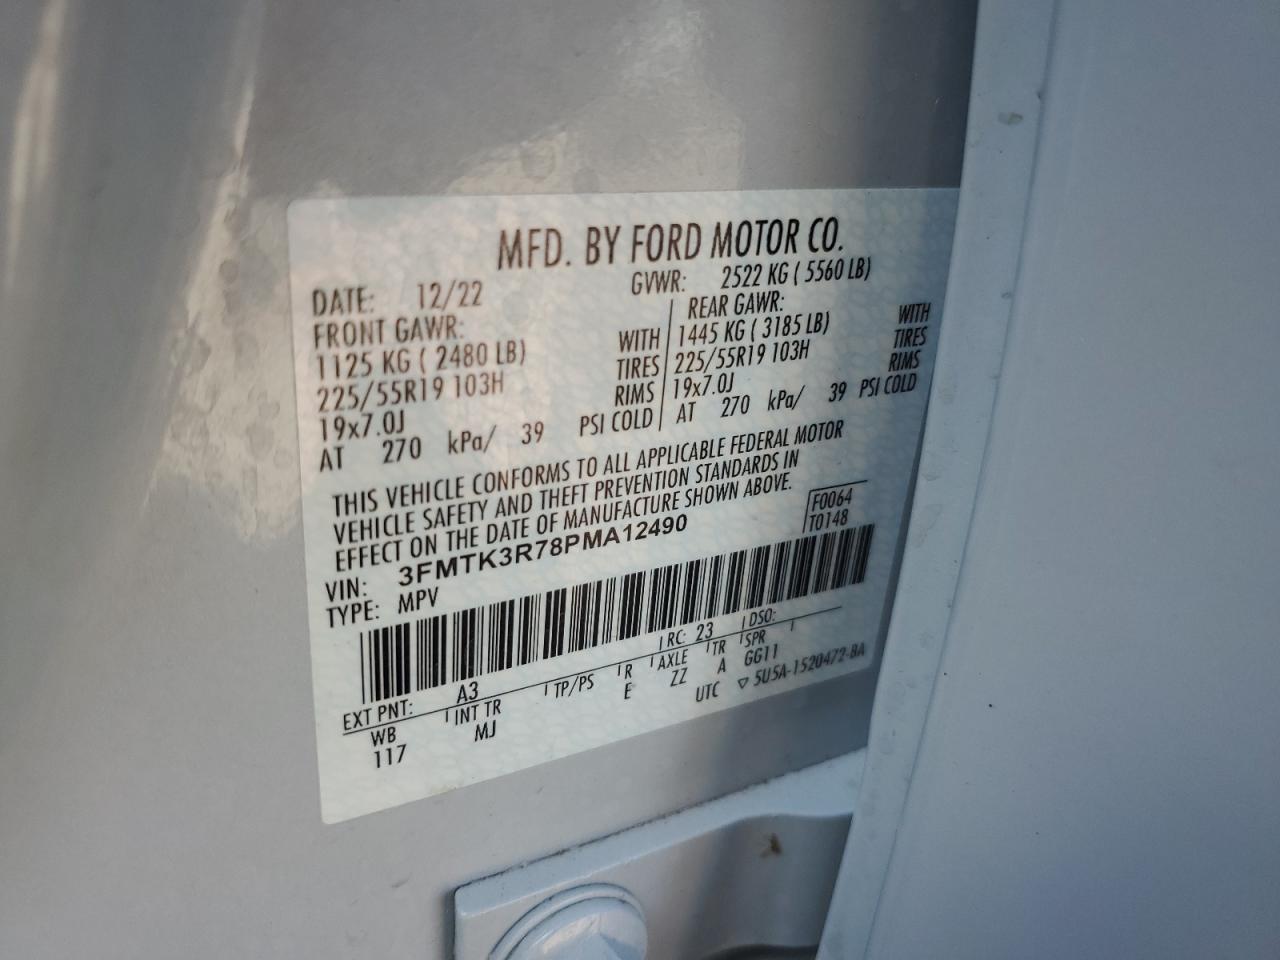 MFD. BY FORD MOTOR CO.
DATE: 12/22 GVWR: 2522 KG ( 5560 LB)
FRONT GAWR: REAR GAWR:
1125 KG ( 2480 LB) WITH 1445 KG ( 3185 LB) WITH
225/55R19 103H TIRES 225/55R19 103H TIRES
19x7.0J RIMS 19x7.0J RIMS
AT 270 kPa/ 39 PSI COLD AT 270 kPa/ 39 PSI COLD
THIS VEHICLE CONFORMS TO ALL APPLICABLE FEDERAL MOTOR
VEHICLE SAFETY AND THEFT PREVENTION STANDARDS IN
EFFECT ON THE DATE OF MANUFACTURE SHOWN ABOVE.
F0064
T0148
VIN: 3FMTK3R78PMA12490
TYPE: MPV
EXT PNT: A3 RC: 23 DSO:
WB INT TR TP/PS R AXLE TR SPR
117 MJ E ZZ A GG11
UTC ▽ 5U5A-1520472-BA